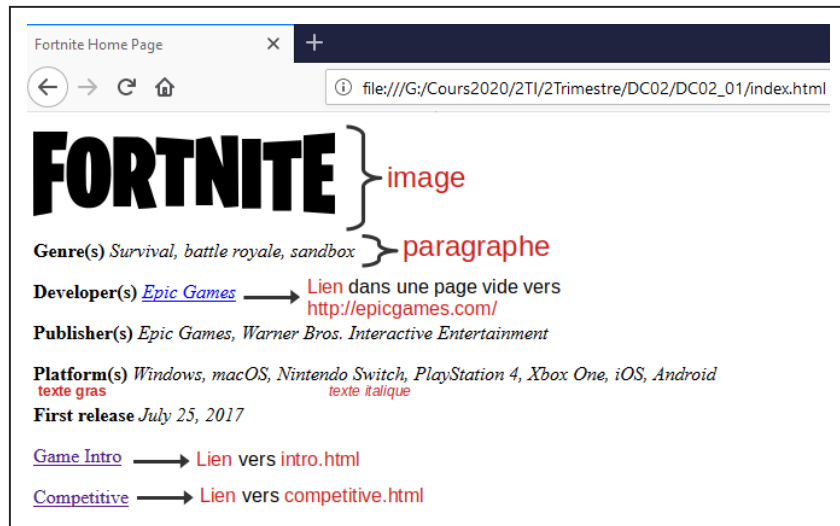 Fortnite Home Page
file:///G:/Cours2020/2TI/2Trimestre/DC02/DC02_01/index.html
FORTNITE
image
Genre(s) Survival, battle royale, sandbox
paragraphe
Developer(s) Epic Games
Lien dans une page vide vers
http://epicgames.com/
Publisher(s) Epic Games, Warner Bros. Interactive Entertainment
Platform(s) Windows, macOS, Nintendo Switch, PlayStation 4, Xbox One, iOS, Android
texte gras texte italique
First release July 25, 2017
Game Intro Lien vers intro.html
Competitive Lien vers competitive.html